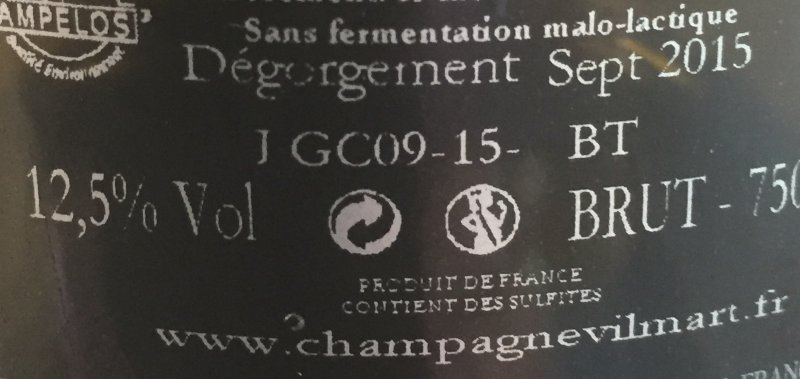 AMPELOS
Sans fermentation malo-lactique
Dégorgement Sept 2015
J GC09-15- BT
12,5% Vol
BRUT - 750
PRODUIT DE FRANCE
CONTIENT DES SULFITES
www.champagnevilmart.fr